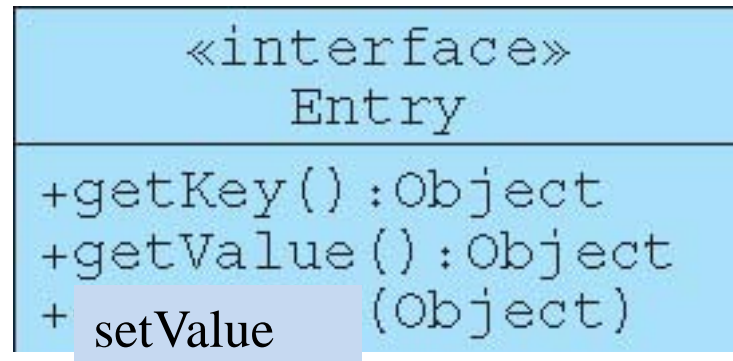 «interface»
Entry
+getKey():Object
+getValue():Object
+setValue(Object)